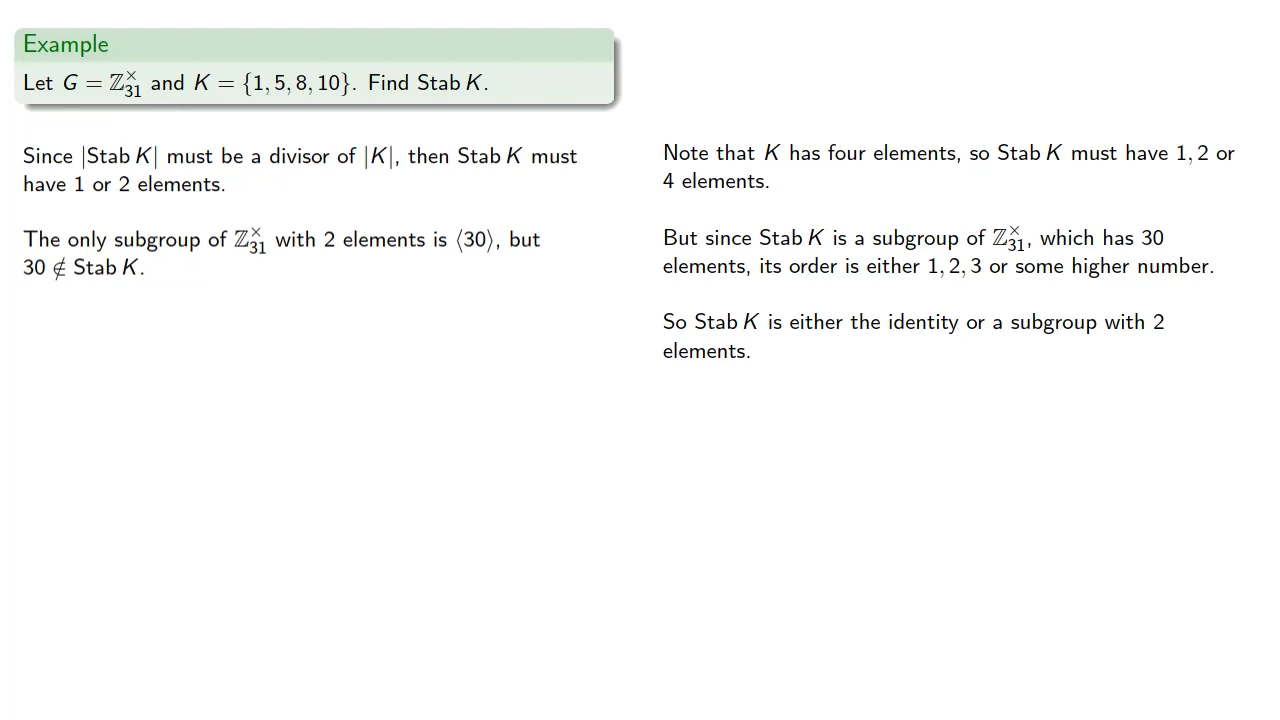 Example
Let G = ℤ₃₁ˣ and K = {1, 5, 8, 10}. Find Stab K.
Since |Stab K| must be a divisor of |K|, then Stab K must
have 1 or 2 elements.
The only subgroup of ℤ₃₁ˣ with 2 elements is ⟨30⟩, but
30 ∉ Stab K.
Note that K has four elements, so Stab K must have 1, 2 or
4 elements.
But since Stab K is a subgroup of ℤ₃₁ˣ, which has 30
elements, its order is either 1, 2, 3 or some higher number.
So Stab K is either the identity or a subgroup with 2
elements.